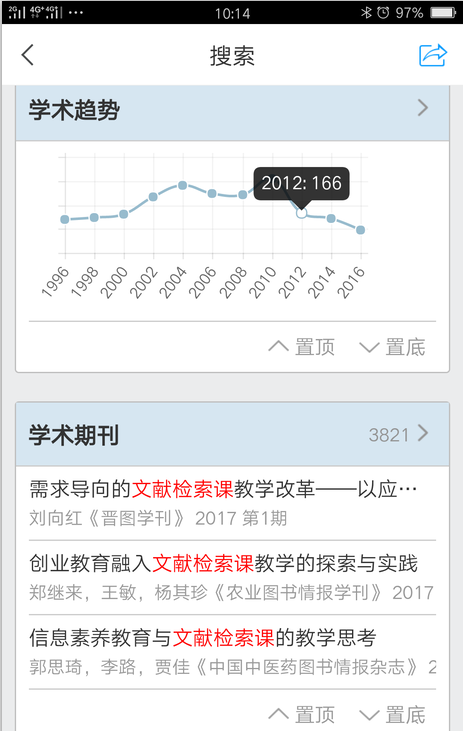 2G 4G+ 4G+ 10:14 97%
搜索
学术趋势
2012: 166
1996 1998 2000 2002 2004 2006 2008 2010 2012 2014 2016
置顶 置底
学术期刊 3821
需求导向的文献检索课教学改革——以应…
刘向红《晋图学刊》 2017 第1期
创业教育融入文献检索课教学的探索与实践
郑继来，王敏，杨其珍《农业图书情报学刊》 2017
信息素养教育与文献检索课的教学思考
郭思琦，李路，贾佳《中国中医药图书情报杂志》 2
置顶 置底